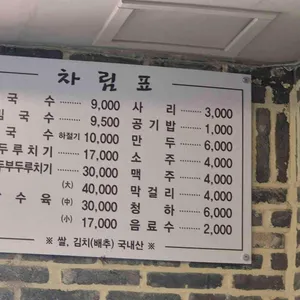 차 림 표
국 수 ........ 9,000
국 수 ........ 9,500
국 수 하절기 10,000
두루치기 ...... 17,000
두부두루치기 ...... 30,000
수 육 (大) 40,000
(中) 30,000
(小) 17,000
사 리 ........ 3,000
공 기 밥 ........ 1,000
만 두 ........ 6,000
소 주 ........ 4,000
맥 주 ........ 4,000
막 걸 리 ........ 4,000
청 하 ........ 6,000
음 료 수 ........ 2,000
※ 쌀, 김치(배추) 국내산 ※